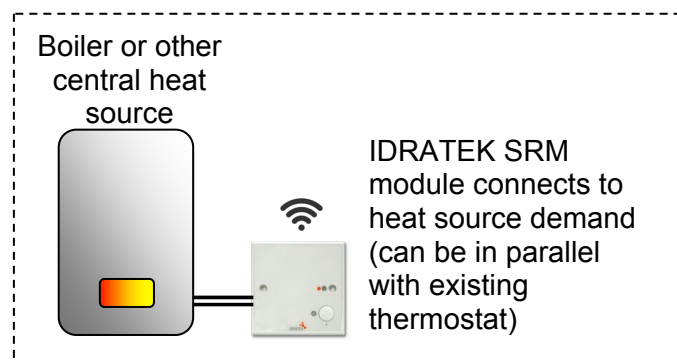 Boiler or other
central heat
source
IDRATEK SRM
module connects to
heat source demand
(can be in parallel
with existing
thermostat)